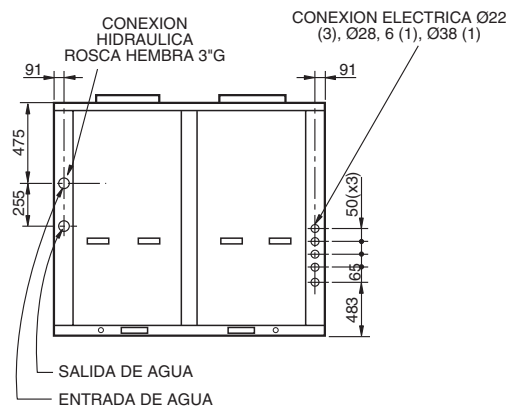 CONEXION
HIDRAULICA
ROSCA HEMBRA 3"G
CONEXION ELECTRICA Ø22
(3), Ø28, 6 (1), Ø38 (1)
91
91
475
255
50(x3)
65
483
SALIDA DE AGUA
ENTRADA DE AGUA